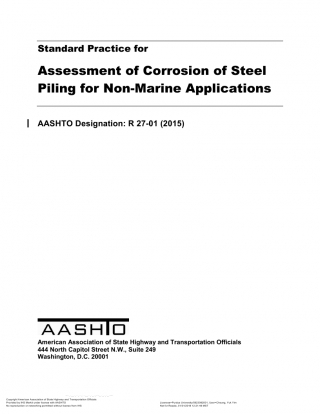 Standard Practice for
Assessment of Corrosion of Steel
Piling for Non-Marine Applications
AASHTO Designation: R 27-01 (2015)
AASHTO
American Association of State Highway and Transportation Officials
444 North Capitol Street N.W., Suite 249
Washington, D.C. 20001